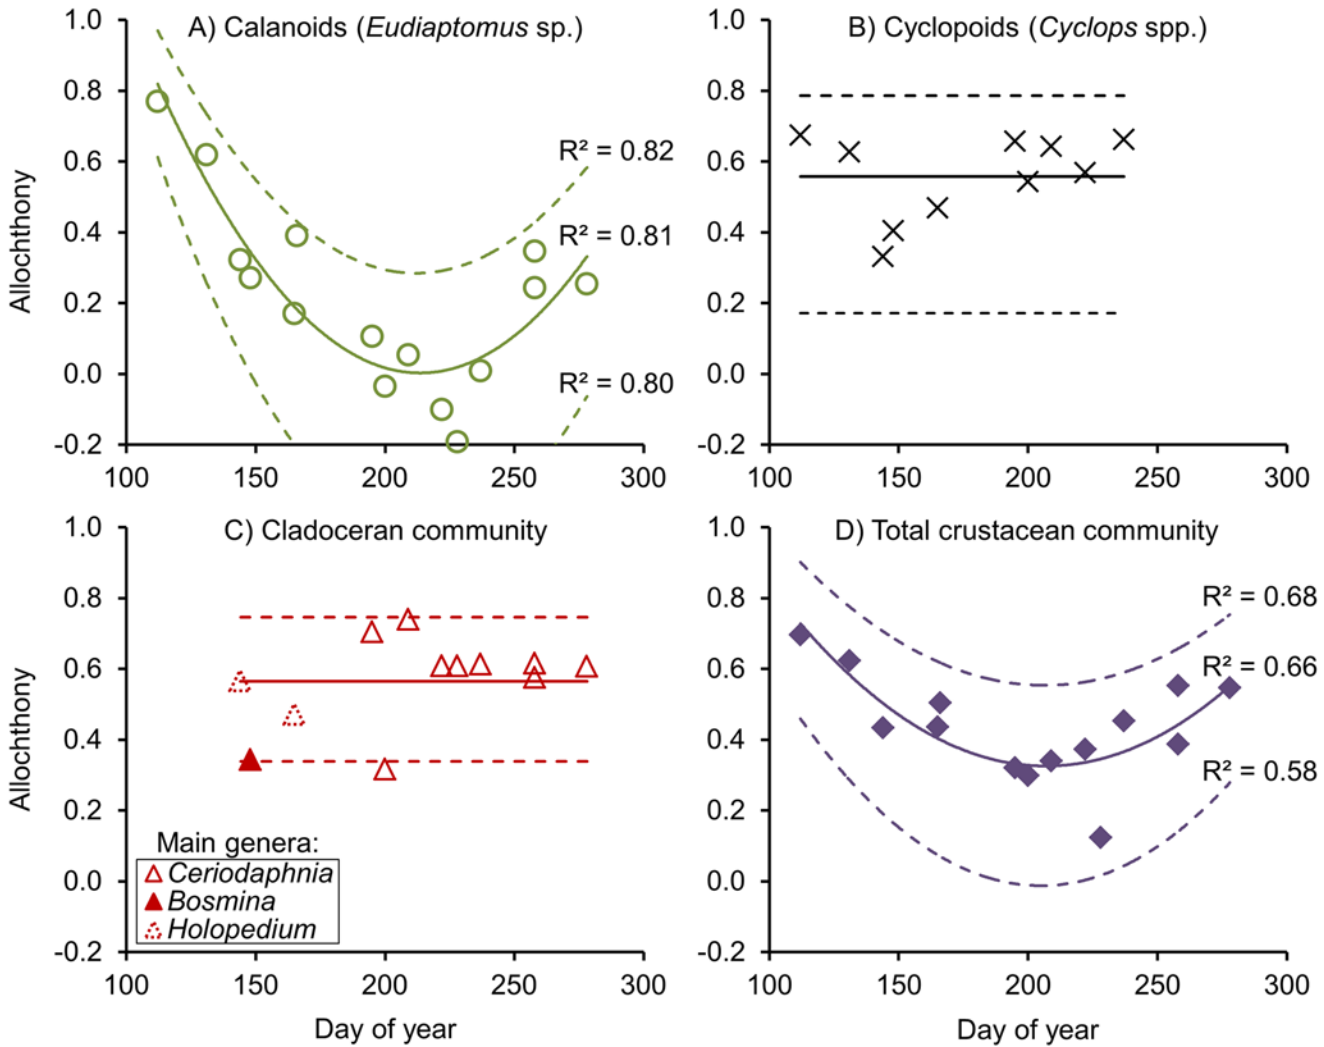 A) Calanoids (Eudiaptomus sp.)
1.0
0.8
0.6
0.4
0.2
0.0
-0.2
Allochthony
R² = 0.82
R² = 0.81
R² = 0.80
100 150 200 250 300
B) Cyclopoids (Cyclops spp.)
1.0
0.8
0.6
0.4
0.2
0.0
-0.2
100 150 200 250 300
C) Cladoceran community
1.0
0.8
0.6
0.4
0.2
0.0
-0.2
Allochthony
Main genera:
Ceriodaphnia
Bosmina
Holopedium
100 150 200 250 300
Day of year
D) Total crustacean community
1.0
0.8
0.6
0.4
0.2
0.0
-0.2
R² = 0.68
R² = 0.66
R² = 0.58
100 150 200 250 300
Day of year